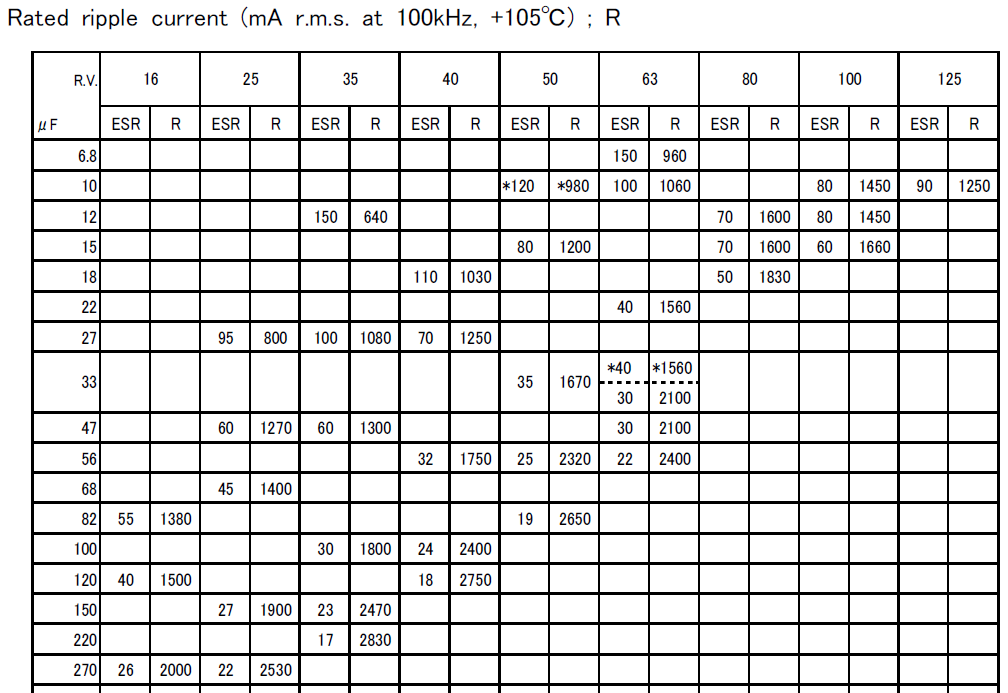 Rated ripple current (mA r.m.s. at 100kHz, +105℃) ; R
R.V. 16 25 35 40 50 63 80 100 125
μF ESR R ESR R ESR R ESR R ESR R ESR R ESR R ESR R ESR R
6.8 150 960
10 *120 *980 100 1060 80 1450 90 1250
12 150 640 70 1600 80 1450
15 80 1200 70 1600 60 1660
18 110 1030 50 1830
22 40 1560
27 95 800 100 1080 70 1250
33 35 1670 *40 *1560
30 2100
47 60 1270 60 1300 30 2100
56 32 1750 25 2320 22 2400
68 45 1400
82 55 1380 19 2650
100 30 1800 24 2400
120 40 1500 18 2750
150 27 1900 23 2470
220 17 2830
270 26 2000 22 2530